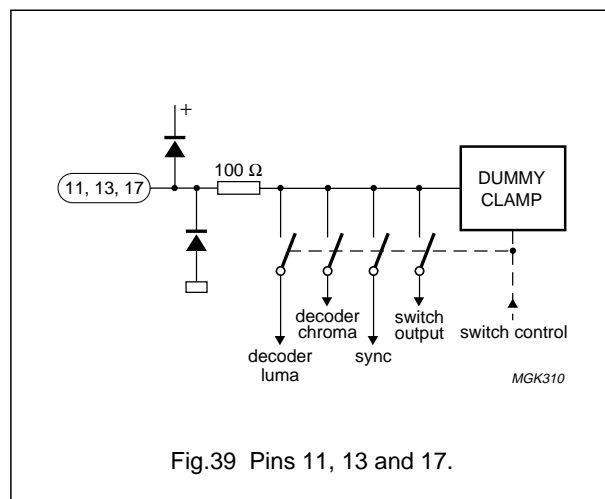 +
100 Ω
11, 13, 17
DUMMY
CLAMP
decoder
chroma
switch
output
switch control
decoder
luma
sync
MGK310
Fig.39 Pins 11, 13 and 17.